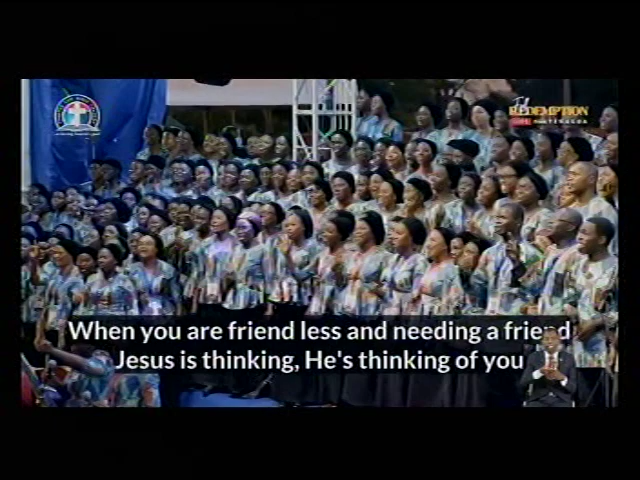 REDEMPTION
When you are friend less and needing a friend
Jesus is thinking, He's thinking of you